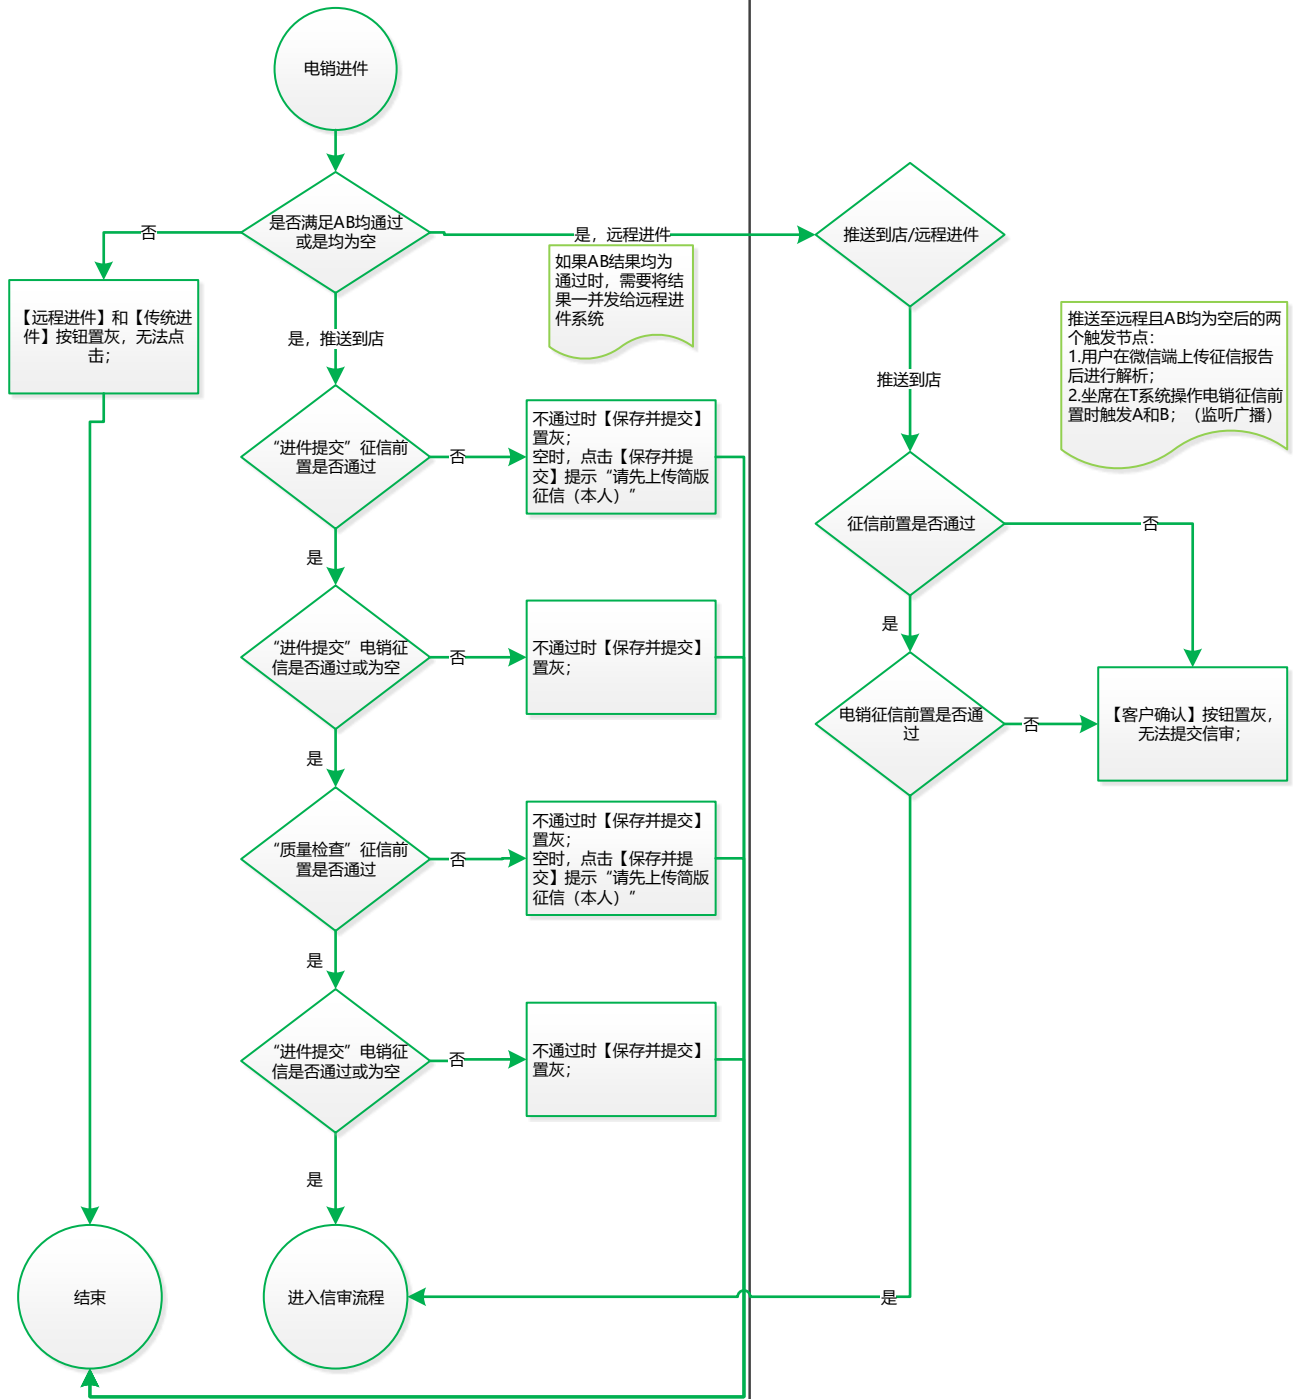 电销进件
是否满足AB均通过
或是均为空
否
是，远程进件
推送到店/远程进件
如果AB结果均为
通过时，需要将结
果一并发给远程进
件系统
【远程进件】和【传统进
件】按钮置灰，无法点
击；
是，推送到店
推送至远程且AB均为空后的两
个触发节点：
1.用户在微信端上传征信报告
后进行解析；
2.坐席在T系统操作电销征信前
置时触发A和B；（监听广播）
推送到店
“进件提交”征信前
置是否通过
否
不通过时【保存并提交】
置灰；
空时，点击【保存并提
交】提示“请先上传简版
征信（本人）”
征信前置是否通过
否
是
是
“进件提交”电销征
信是否通过或为空
否
不通过时【保存并提交】
置灰；
电销征信前置是否通
过
否
【客户确认】按钮置灰，
无法提交信审；
是
“质量检查”征信前
置是否通过
否
不通过时【保存并提交】
置灰；
空时，点击【保存并提
交】提示“请先上传简版
征信（本人）”
是
“进件提交”电销征
信是否通过或为空
否
不通过时【保存并提交】
置灰；
是
结束
进入信审流程
是